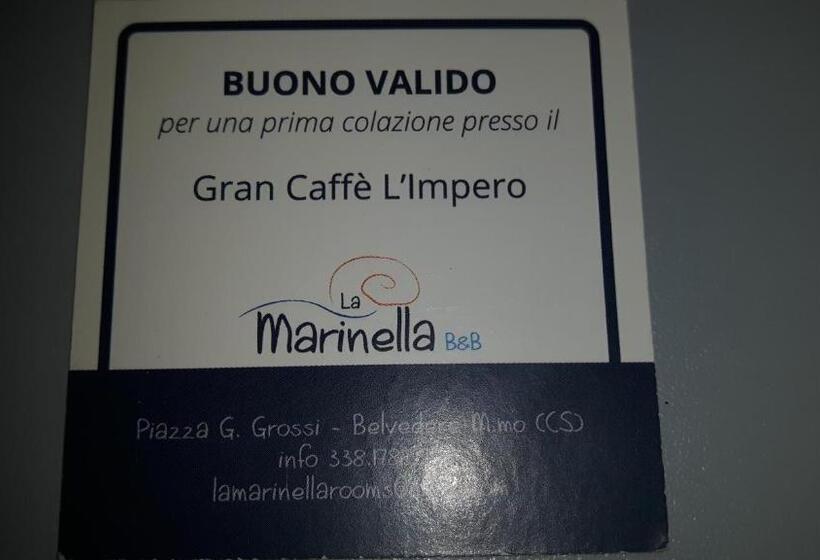 BUONO VALIDO
per una prima colazione presso il
Gran Caffè L'Impero
La
Marinella B&B
Piazza G. Grossi - Belvedere M.mo (CS)
info